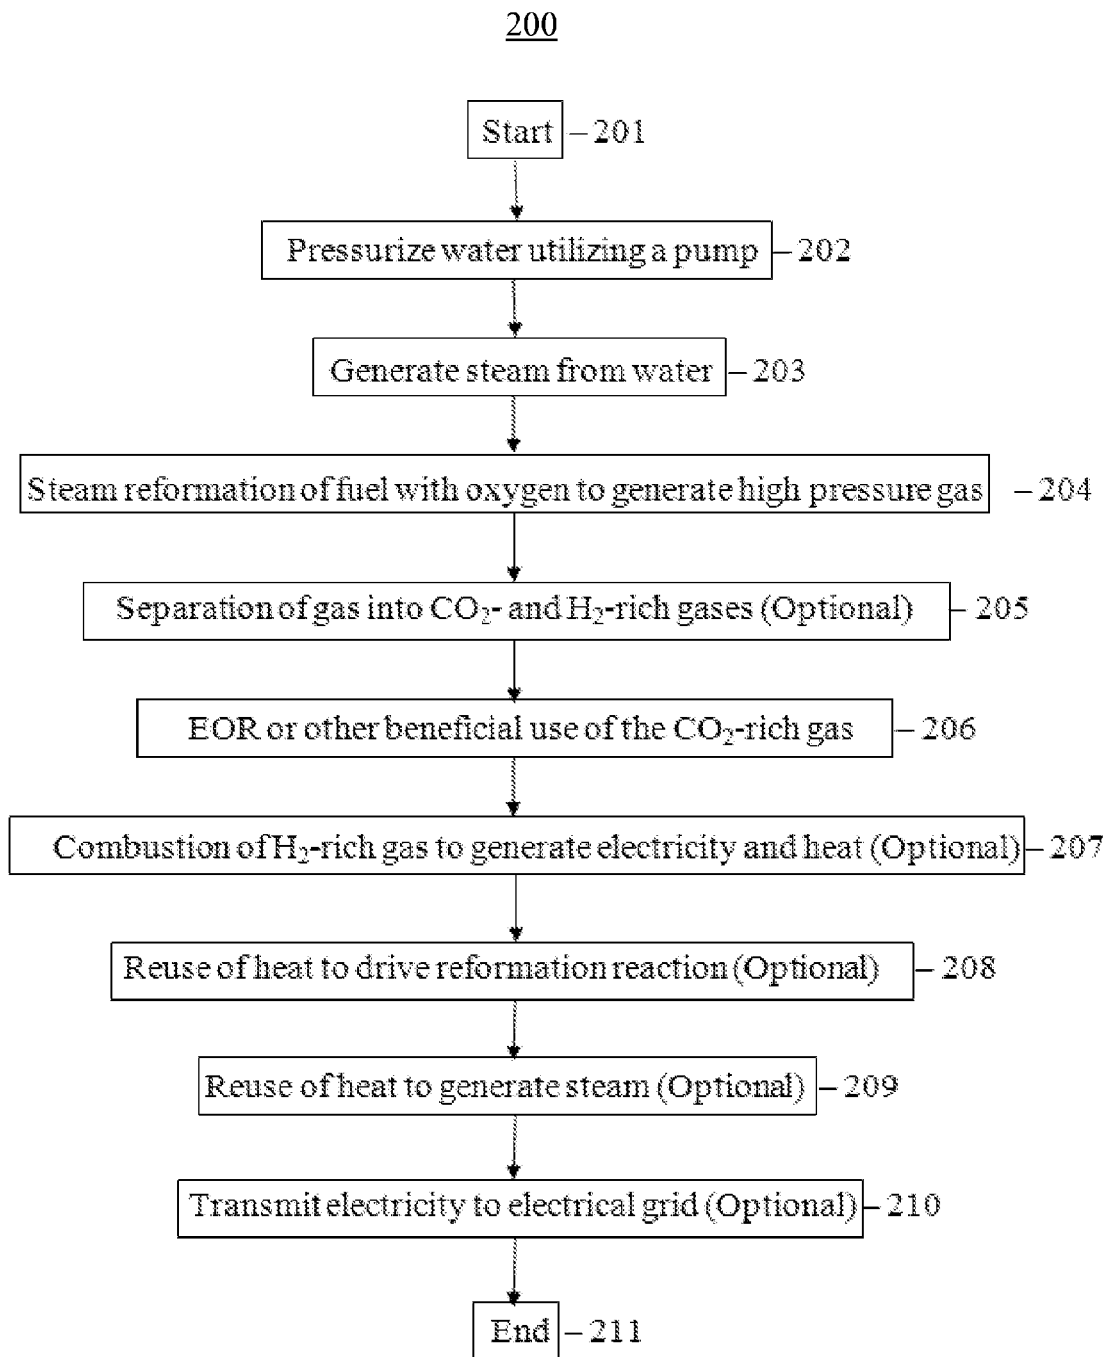 200
Start – 201
Pressurize water utilizing a pump – 202
Generate steam from water – 203
Steam reformation of fuel with oxygen to generate high pressure gas – 204
Separation of gas into CO₂- and H₂-rich gases (Optional) – 205
EOR or other beneficial use of the CO₂-rich gas – 206
Combustion of H₂-rich gas to generate electricity and heat (Optional) – 207
Reuse of heat to drive reformation reaction (Optional) – 208
Reuse of heat to generate steam (Optional) – 209
Transmit electricity to electrical grid (Optional) – 210
End – 211